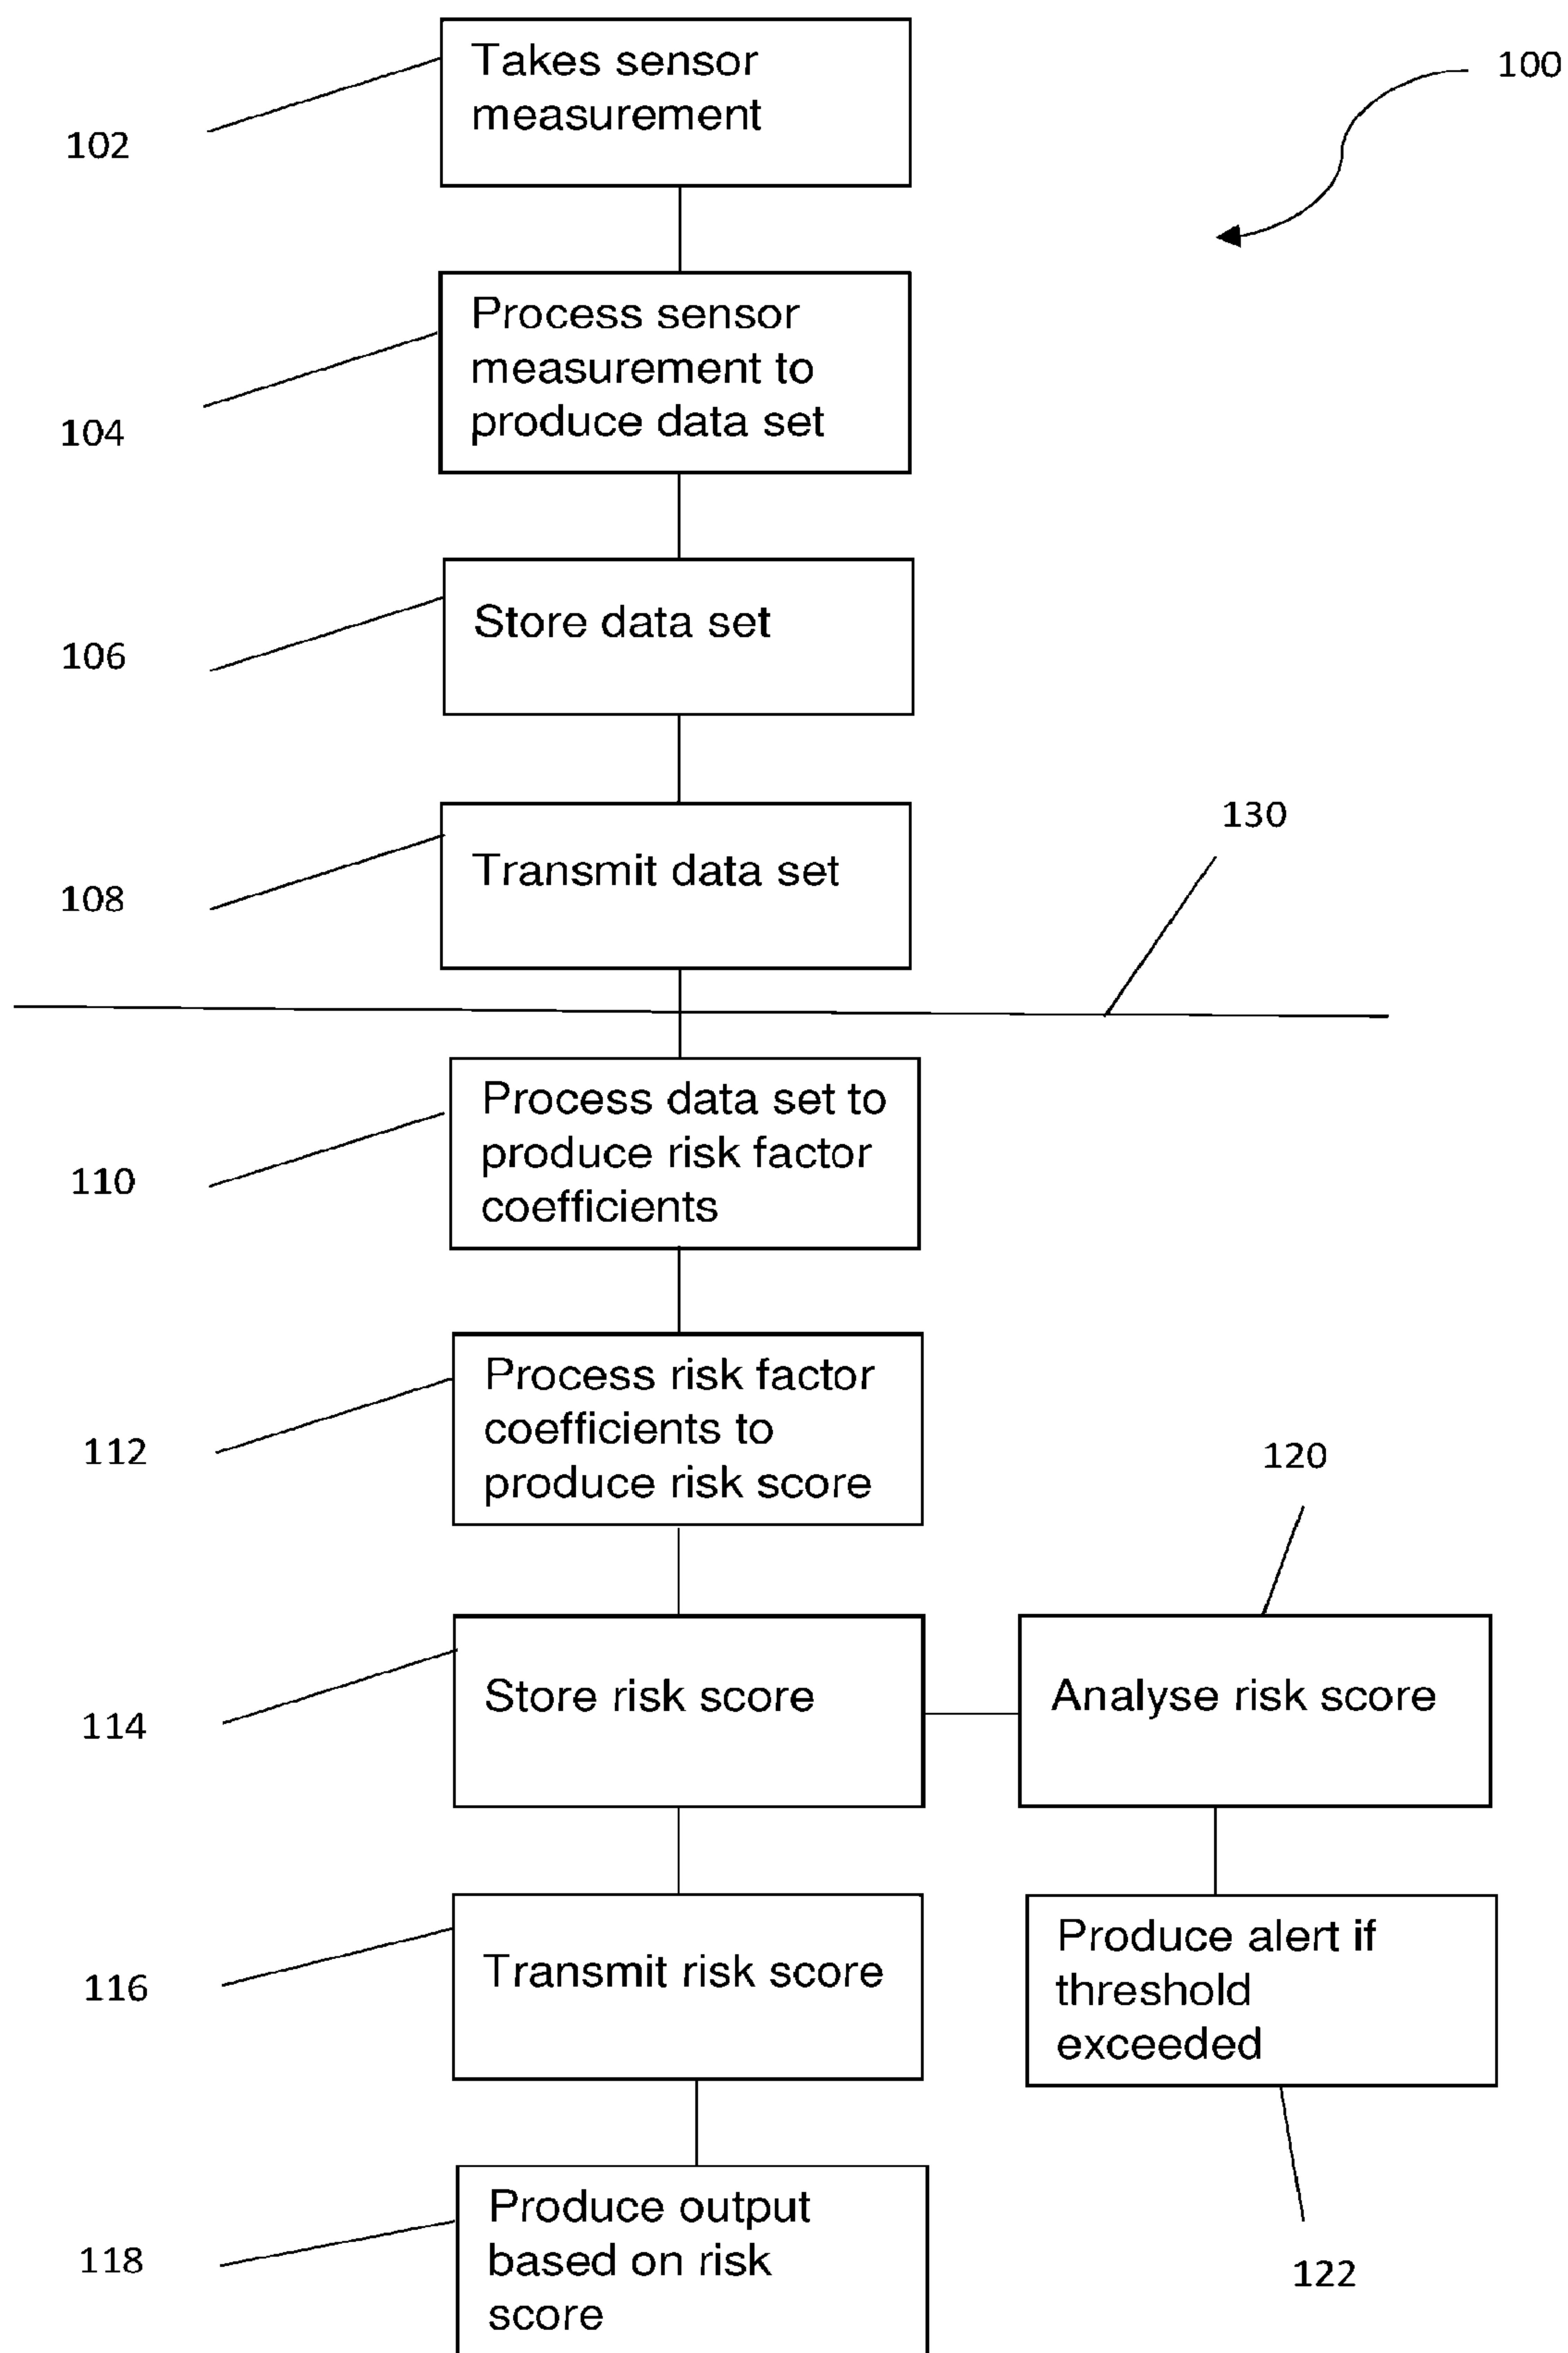 Takes sensor
measurement
100
102
Process sensor
measurement to
produce data set
104
Store data set
106
130
Transmit data set
108
Process data set to
produce risk factor
coefficients
110
Process risk factor
coefficients to
produce risk score
112
120
Store risk score
Analyse risk score
114
Transmit risk score
116
Produce alert if
threshold
exceeded
Produce output
based on risk
score
118
122